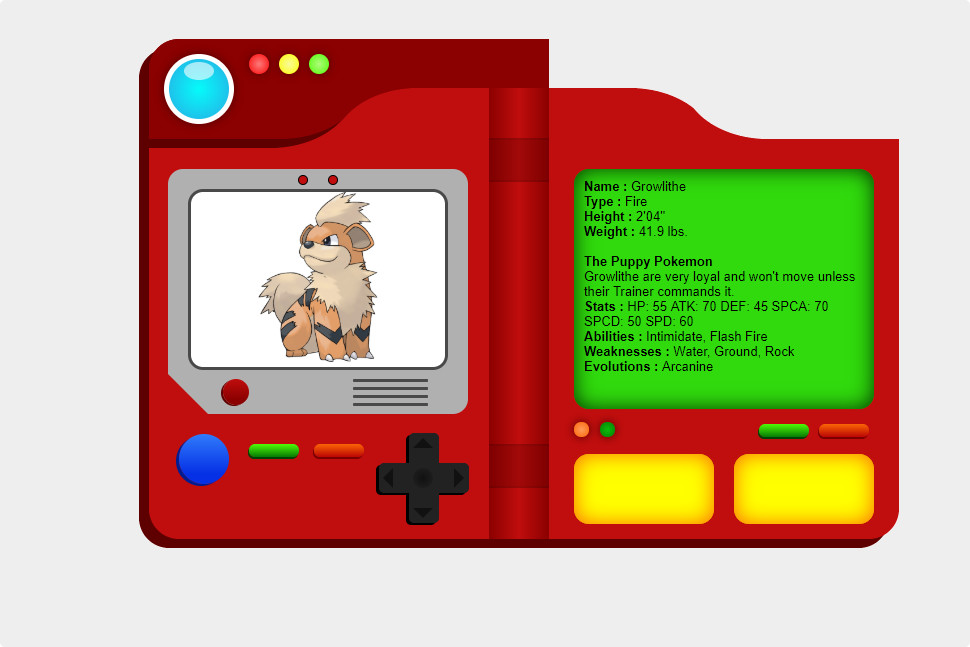 Name : Growlithe
Type : Fire
Height : 2'04"
Weight : 41.9 lbs.
The Puppy Pokemon
Growlithe are very loyal and won't move unless
their Trainer commands it.
Stats : HP: 55 ATK: 70 DEF: 45 SPCA: 70
SPCD: 50 SPD: 60
Abilities : Intimidate, Flash Fire
Weaknesses : Water, Ground, Rock
Evolutions : Arcanine